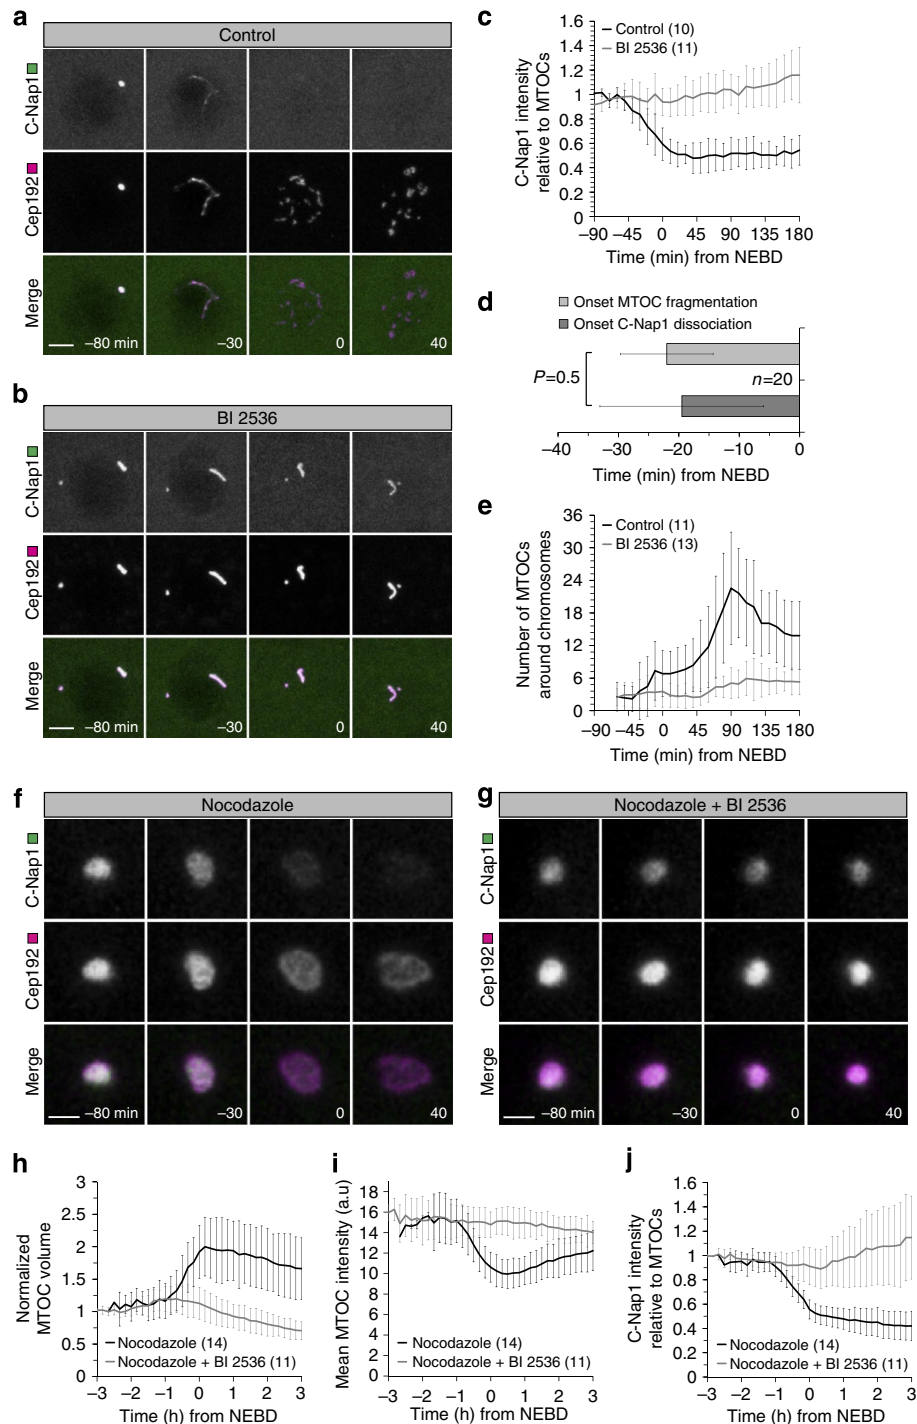 a
Control
C-Nap1
Cep192
Merge
−80 min
−30
0
40
b
BI 2536
C-Nap1
Cep192
Merge
−80 min
−30
0
40
c
C-Nap1 intensity
relative to MTOCs
1.6
1.4
1.2
1
0.8
0.6
0.4
0.2
0
Control (10)
BI 2536 (11)
−90 −45 0 45 90 135 180
Time (min) from NEBD
d
Onset MTOC fragmentation
Onset C-Nap1 dissociation
P=0.5
n=20
−40 −30 −20 −10 0
Time (min) from NEBD
e
Number of MTOCs
around chromosomes
36
30
24
18
12
6
0
Control (11)
BI 2536 (13)
−90 −45 0 45 90 135 180
Time (min) from NEBD
f
Nocodazole
C-Nap1
Cep192
Merge
−80 min
−30
0
40
g
Nocodazole + BI 2536
C-Nap1
Cep192
Merge
−80 min
−30
0
40
h
Normalized
MTOC volume
3
2.5
2
1.5
1
0.5
0
Nocodazole (14)
Nocodazole + BI 2536 (11)
−3 −2 −1 0 1 2 3
Time (h) from NEBD
i
Mean MTOC intensity (a.u)
18
16
14
12
10
8
6
4
2
0
Nocodazole (14)
Nocodazole + BI 2536 (11)
−3 −2 −1 0 1 2 3
Time (h) from NEBD
j
C-Nap1 intensity
relative to MTOCs
1.6
1.4
1.2
1
0.8
0.6
0.4
0.2
0
Nocodazole (14)
Nocodazole + BI 2536 (11)
−3 −2 −1 0 1 2 3
Time (h) from NEBD